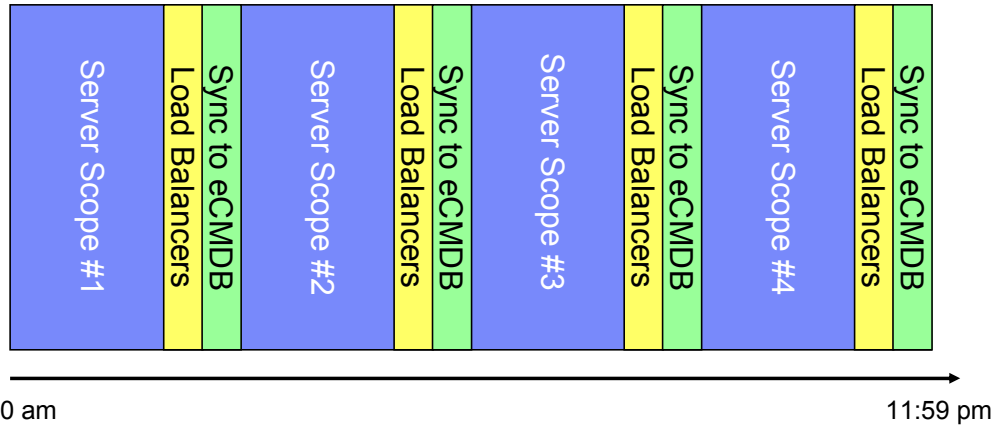 Server Scope #1
Load Balancers
Sync to eCMDB
Server Scope #2
Load Balancers
Sync to eCMDB
Server Scope #3
Load Balancers
Sync to eCMDB
Server Scope #4
Load Balancers
Sync to eCMDB
0 am
11:59 pm